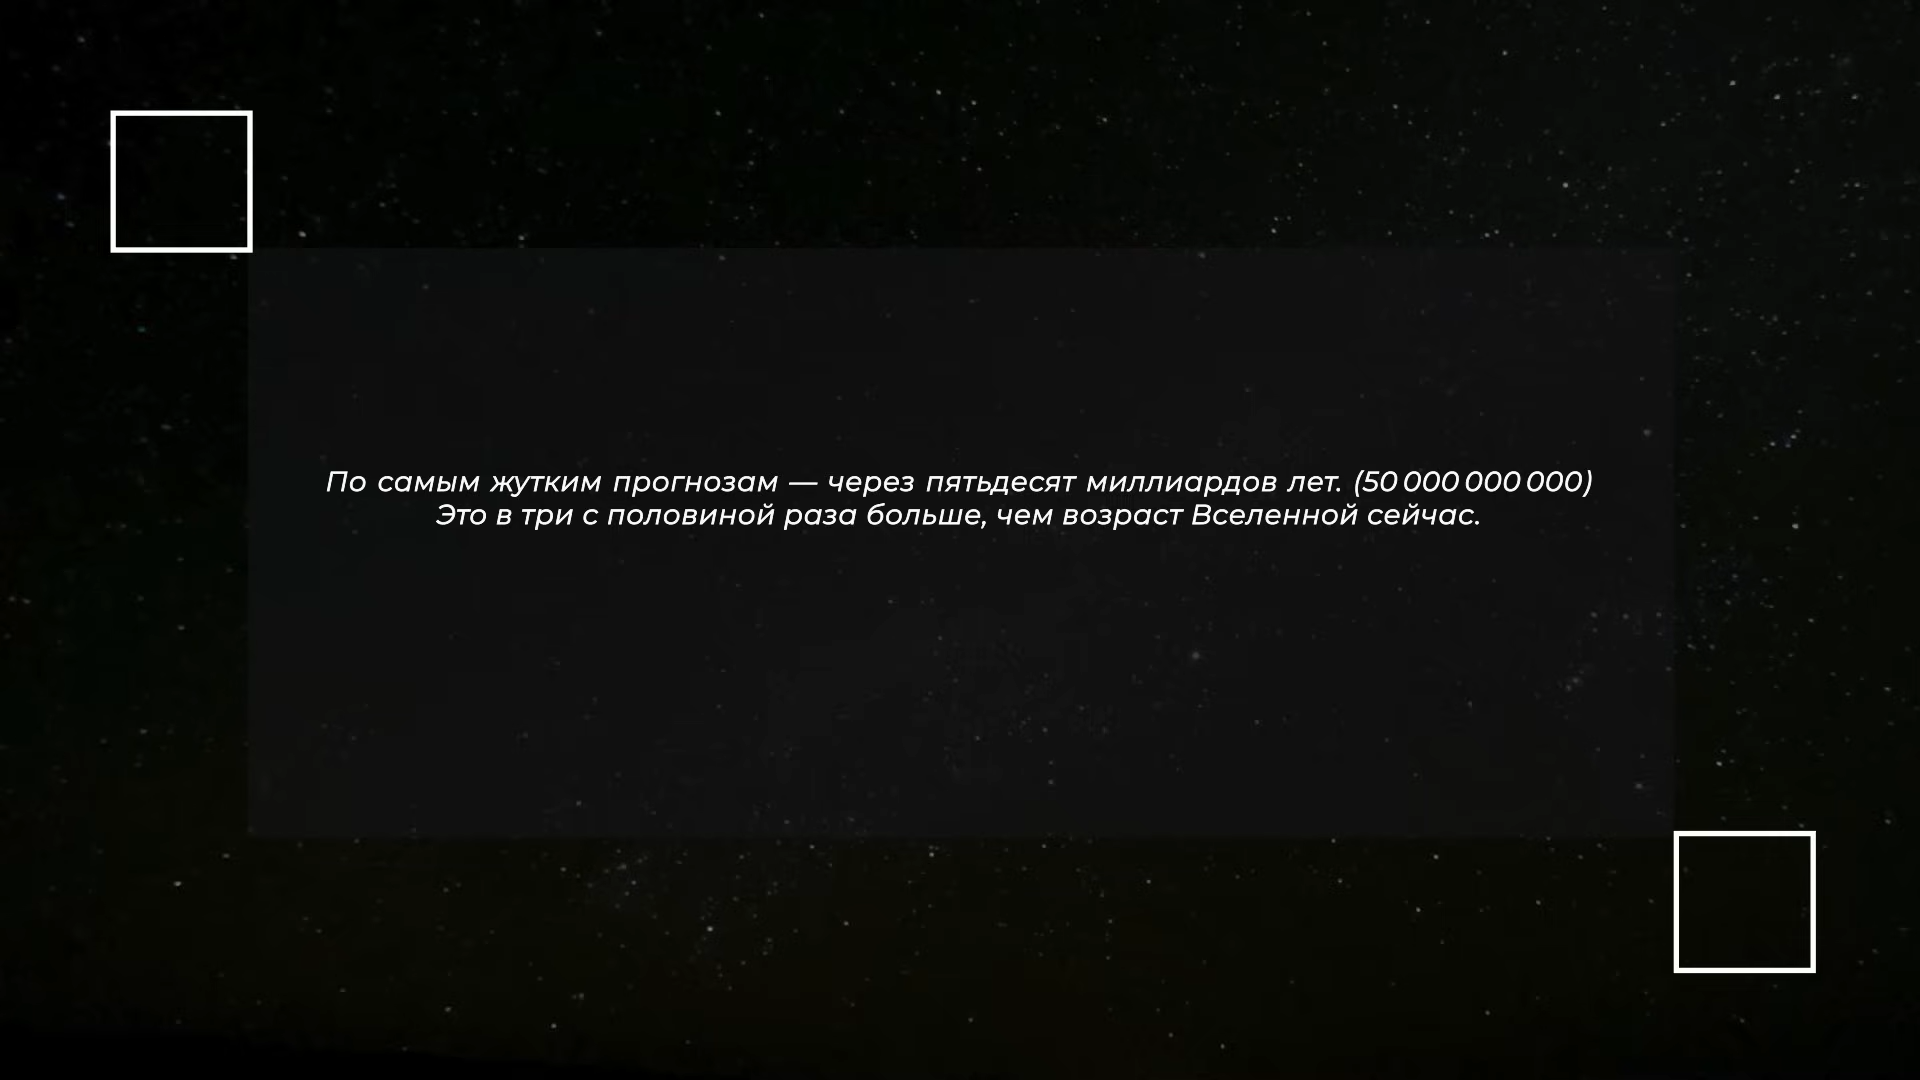 По самым жутким прогнозам — через пятьдесят миллиардов лет. (50 000 000 000)
Это в три с половиной раза больше, чем возраст Вселенной сейчас.